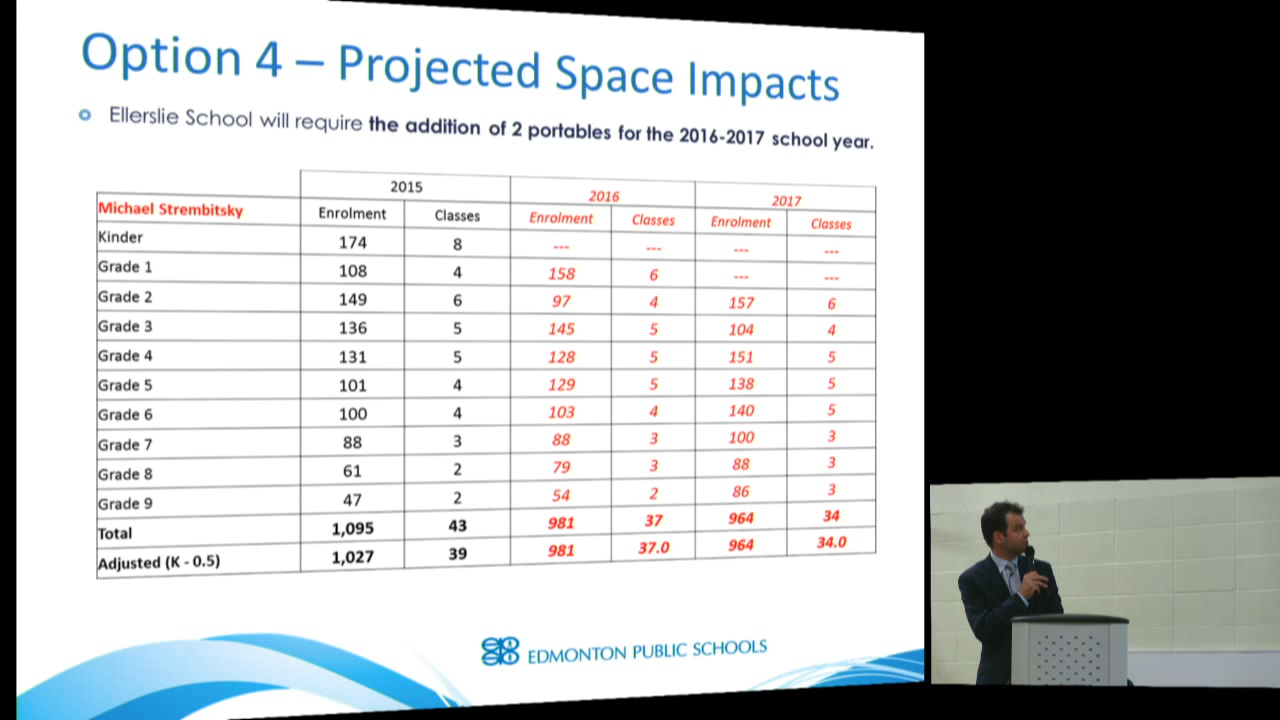 Option 4 – Projected Space Impacts
Ellerslie School will require the addition of 2 portables for the 2016-2017 school year.
2015 2016 2017
Michael Strembitsky Enrolment Classes Enrolment Classes Enrolment Classes
Kinder 174 8 --- --- --- ---
Grade 1 108 4 158 6 --- ---
Grade 2 149 6 97 4 157 6
Grade 3 136 5 145 5 104 4
Grade 4 131 5 128 5 151 5
Grade 5 101 4 129 5 138 5
Grade 6 100 4 103 4 140 5
Grade 7 88 3 88 3 100 3
Grade 8 61 2 79 3 88 3
Grade 9 47 2 54 2 86 3
Total 1,095 43 981 37 964 34
Adjusted (K - 0.5) 1,027 39 981 37.0 964 34.0
EDMONTON PUBLIC SCHOOLS